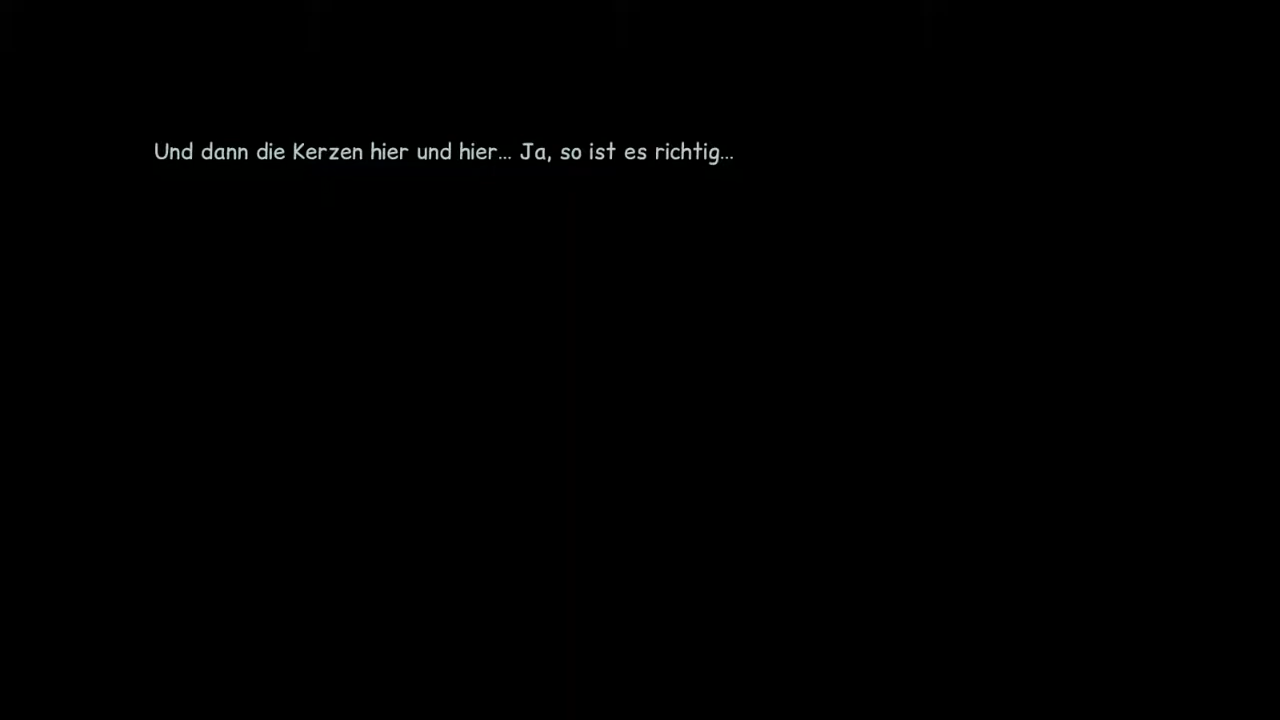 Und dann die Kerzen hier und hier... Ja, so ist es richtig...